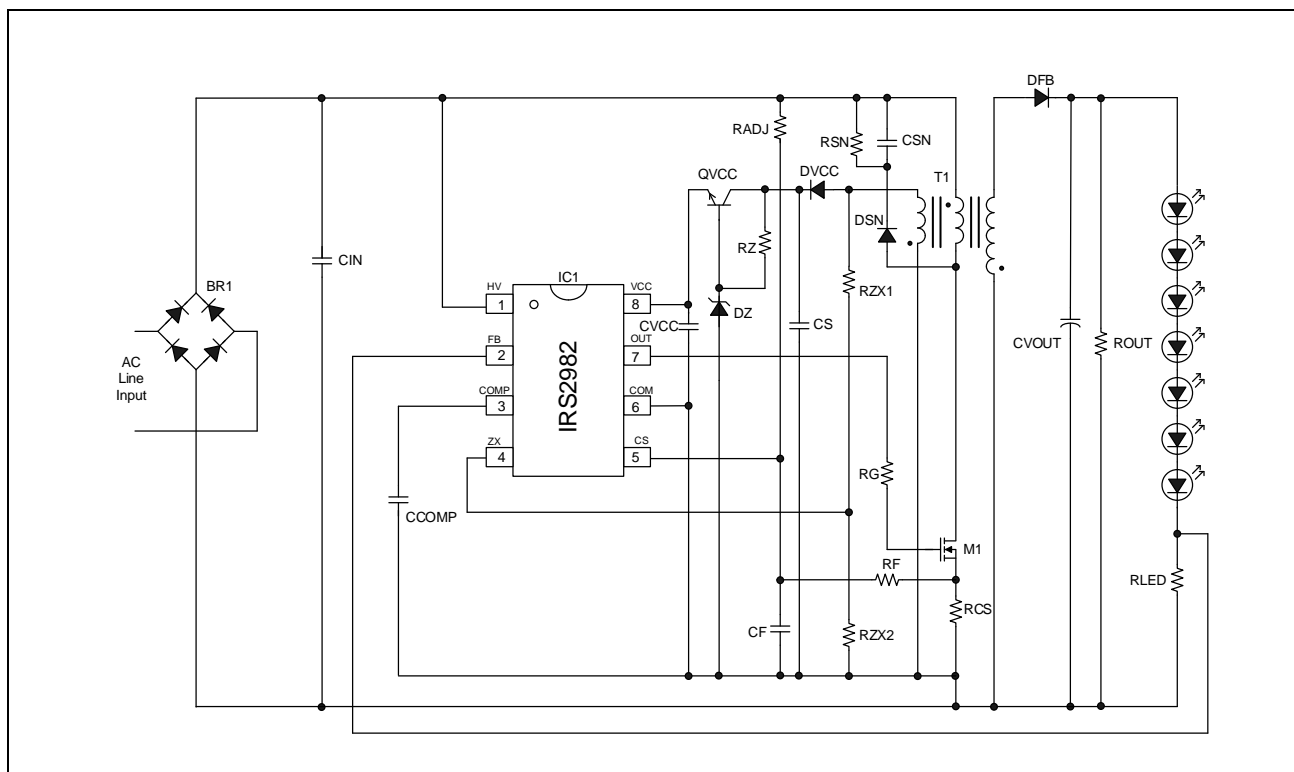 DFB
RADJ
RSN
CSN
QVCC
DVCC
T1
DSN
RZ
CIN
IC1
BR1
HV
VCC
1
8
RZX1
CVCC
DZ
CS
FB
OUT
2
7
CVOUT
ROUT
AC
Line
Input
IRS2982
COMP
COM
3
6
ZX
CS
4
5
RG
CCOMP
M1
RF
RLED
RCS
CF
RZX2